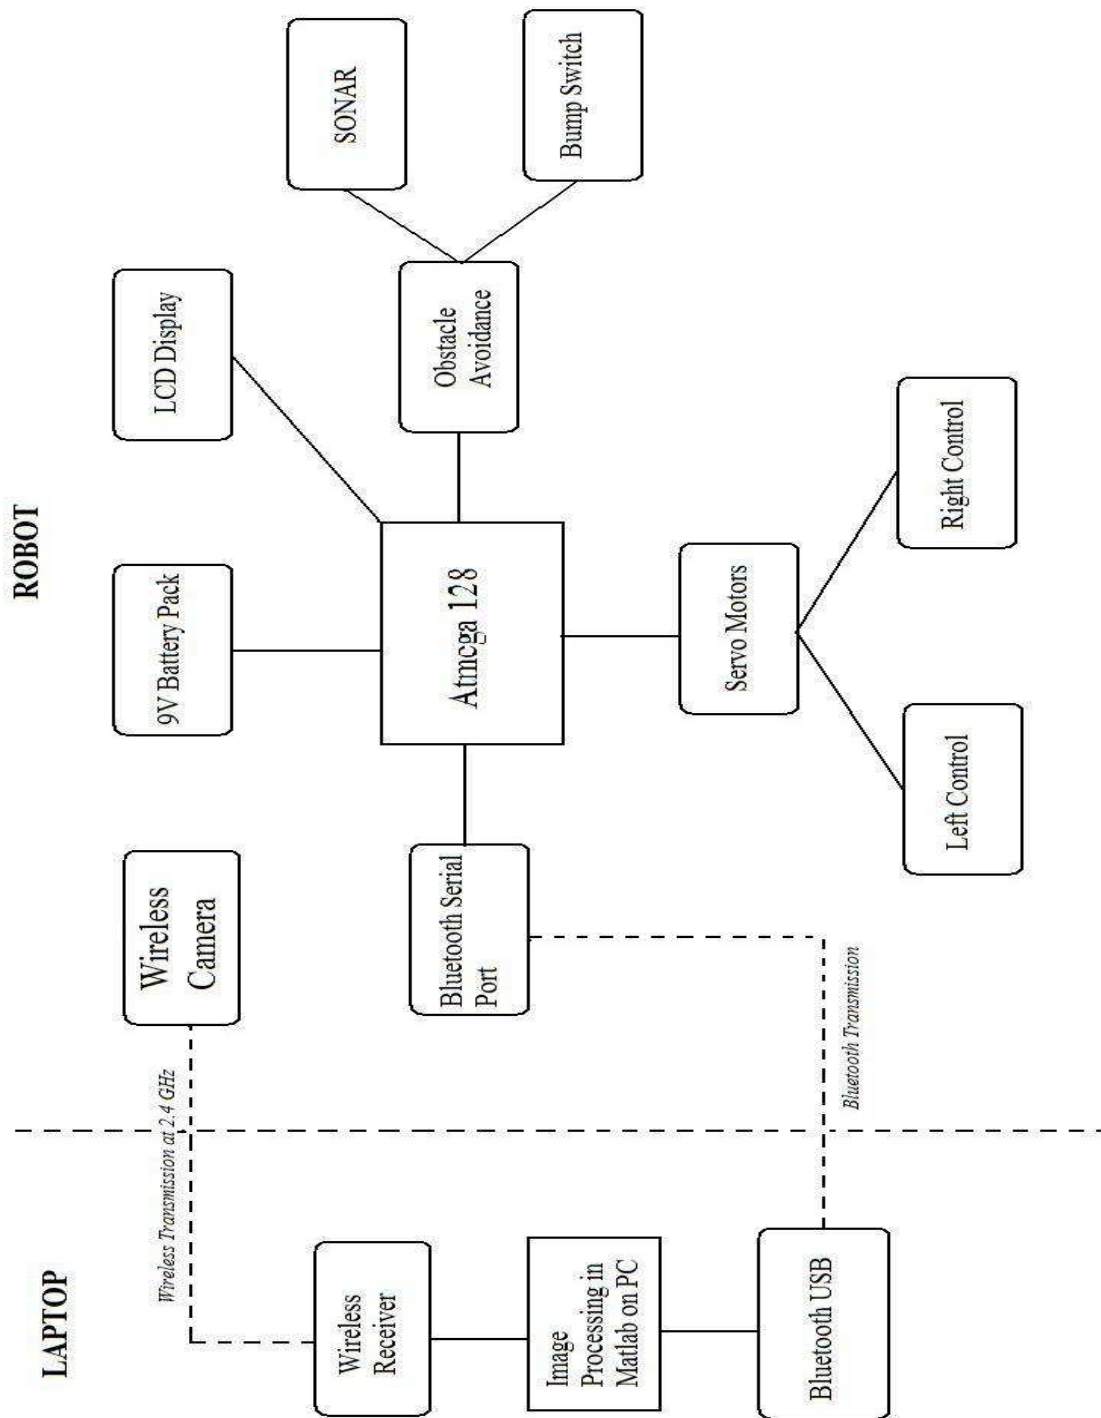 LAPTOP
ROBOT
Wireless Transmission at 2.4 GHz
Wireless
Camera
9V Battery Pack
LCD Display
SONAR
Wireless
Receiver
Bluetooth Serial
Port
Atmega 128
Obstacle
Avoidance
Bump Switch
Image
Processing in
Matlab on PC
Servo Motors
Bluetooth USB
Bluetooth Transmission
Left Control
Right Control